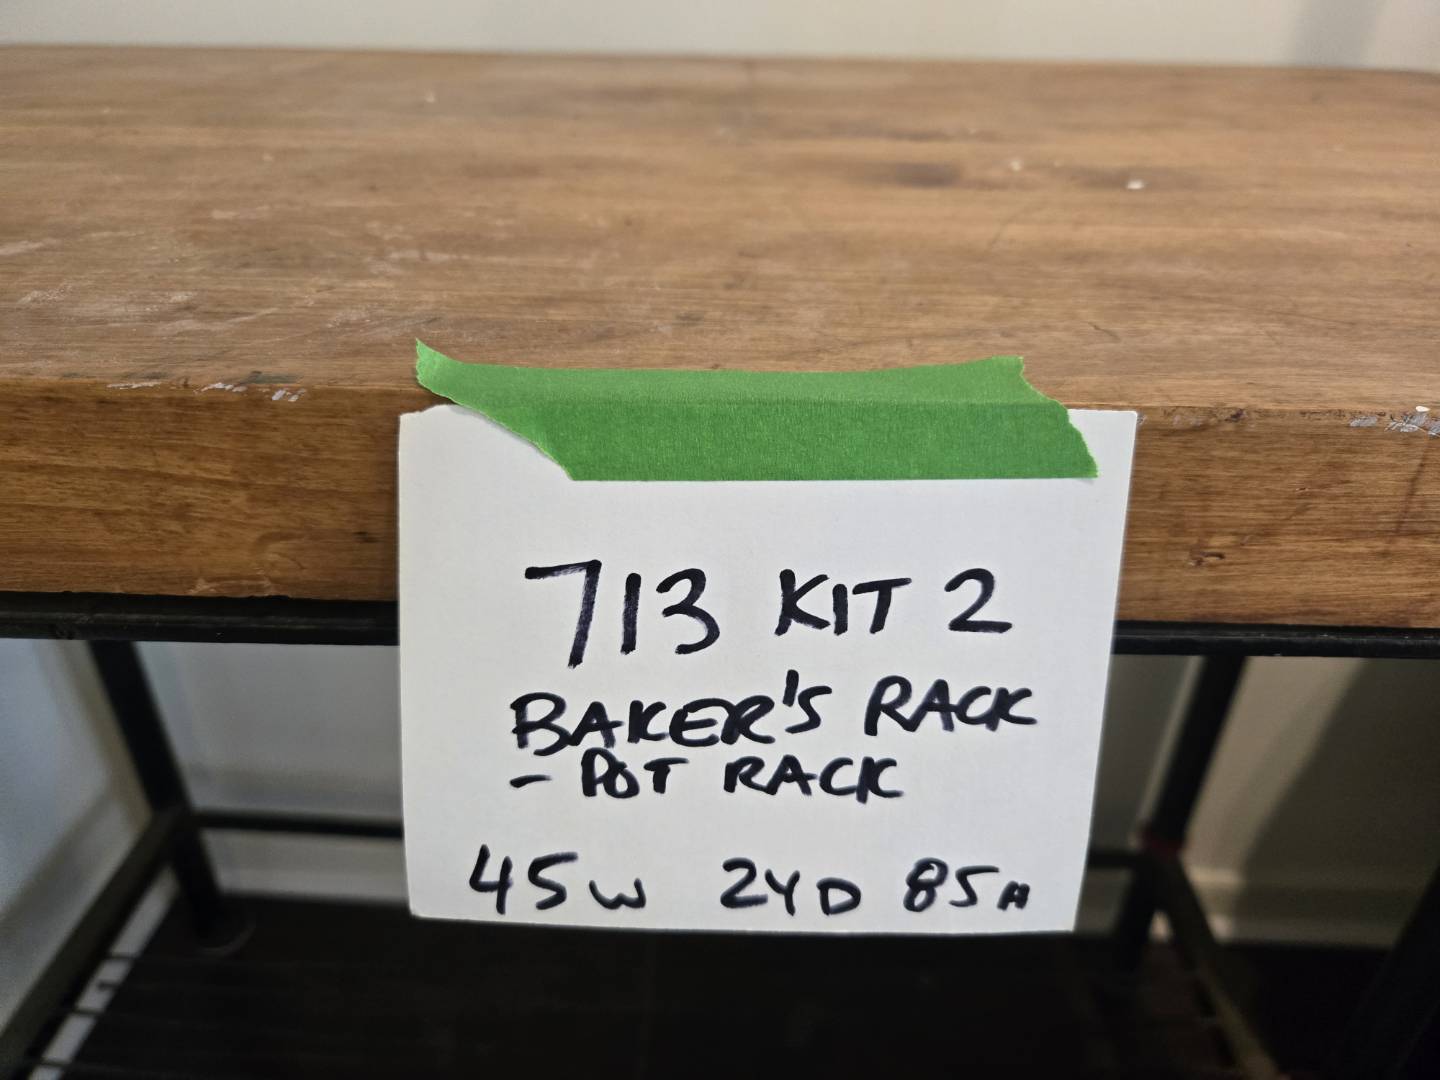 713 KIT 2
BAKER'S RACK
- POT RACK
45W 24D 85H